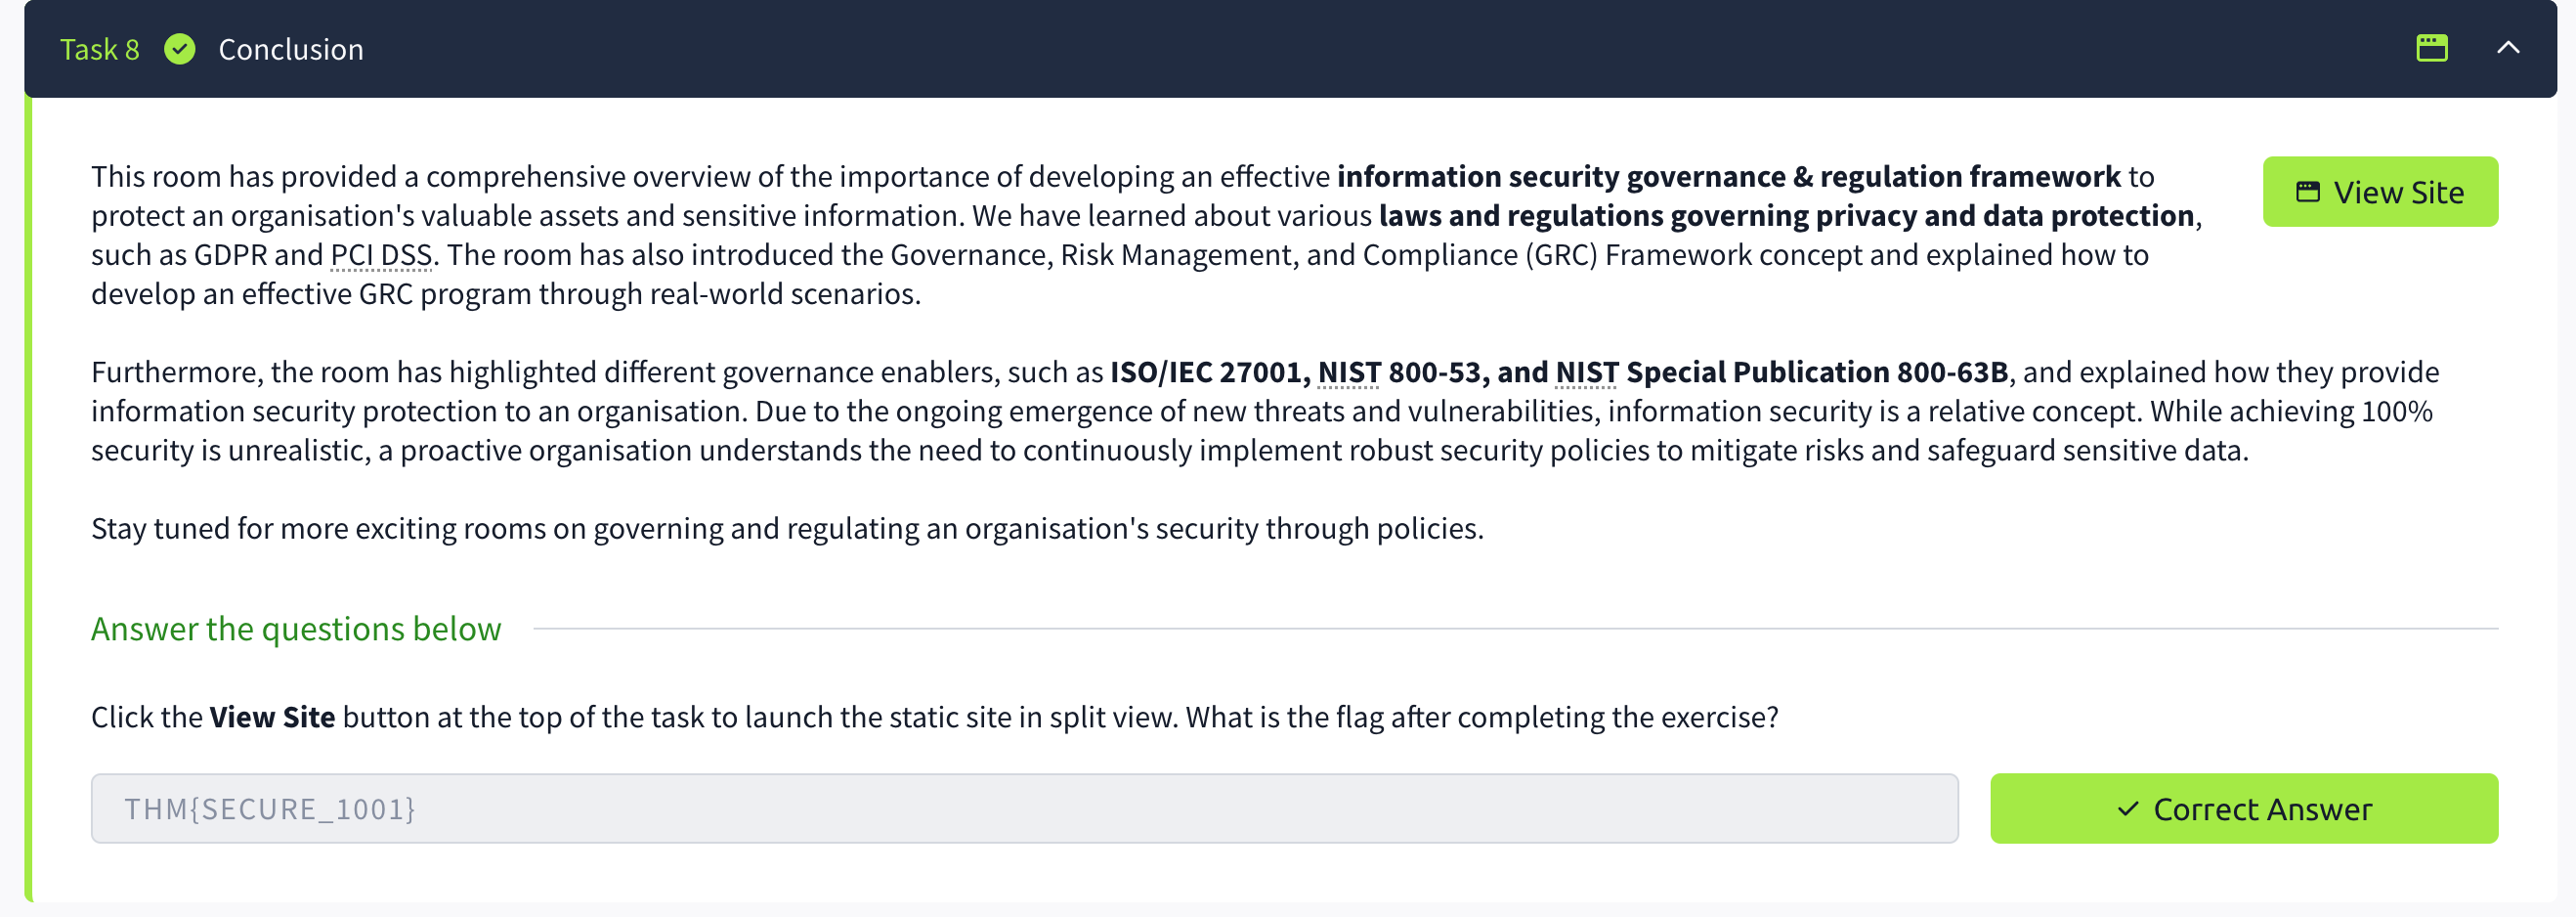 Task 8 Conclusion
This room has provided a comprehensive overview of the importance of developing an effective information security governance & regulation framework to
protect an organisation's valuable assets and sensitive information. We have learned about various laws and regulations governing privacy and data protection,
such as GDPR and PCI DSS. The room has also introduced the Governance, Risk Management, and Compliance (GRC) Framework concept and explained how to
develop an effective GRC program through real-world scenarios.
View Site
Furthermore, the room has highlighted different governance enablers, such as ISO/IEC 27001, NIST 800-53, and NIST Special Publication 800-63B, and explained how they provide
information security protection to an organisation. Due to the ongoing emergence of new threats and vulnerabilities, information security is a relative concept. While achieving 100%
security is unrealistic, a proactive organisation understands the need to continuously implement robust security policies to mitigate risks and safeguard sensitive data.
Stay tuned for more exciting rooms on governing and regulating an organisation's security through policies.
Answer the questions below
Click the View Site button at the top of the task to launch the static site in split view. What is the flag after completing the exercise?
THM{SECURE_1001}
Correct Answer